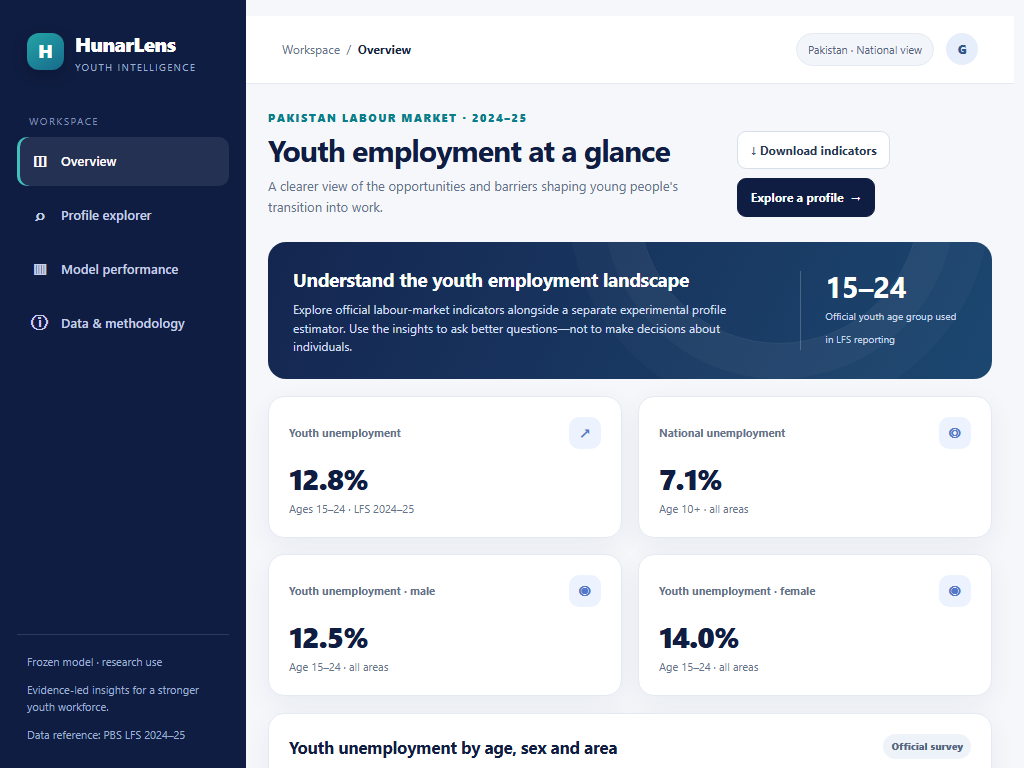 H
HunarLens
YOUTH INTELLIGENCE
WORKSPACE
Overview
Profile explorer
Model performance
Data & methodology
Frozen model · research use
Evidence-led insights for a stronger
youth workforce.
Data reference: PBS LFS 2024–25
Workspace / Overview
Pakistan · National view
G
PAKISTAN LABOUR MARKET · 2024–25
Youth employment at a glance
A clearer view of the opportunities and barriers shaping young people's
transition into work.
↓ Download indicators
Explore a profile →
Understand the youth employment landscape
Explore official labour-market indicators alongside a separate experimental profile
estimator. Use the insights to ask better questions—not to make decisions about
individuals.
15–24
Official youth age group used
in LFS reporting
Youth unemployment
12.8%
Ages 15–24 · LFS 2024–25
National unemployment
7.1%
Age 10+ · all areas
Youth unemployment · male
12.5%
Age 15–24 · all areas
Youth unemployment · female
14.0%
Age 15–24 · all areas
Youth unemployment by age, sex and area
Official survey